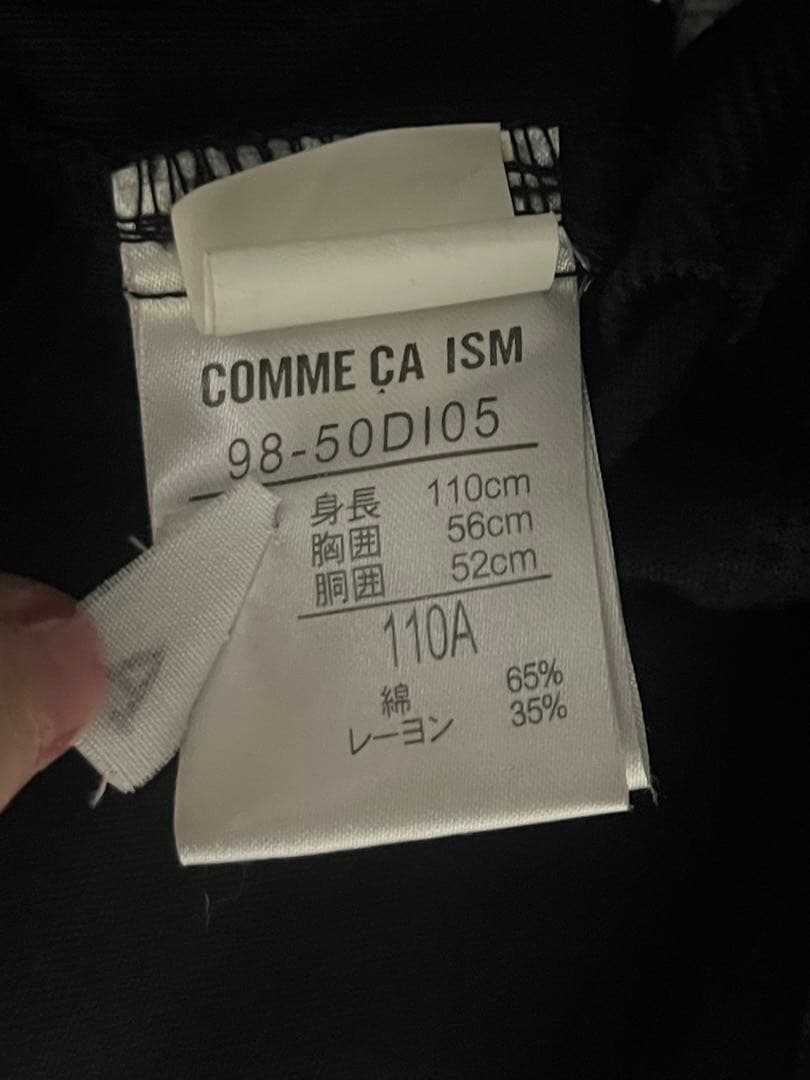 COMME ÇA ISM
98-50DI05
身長 110cm
胸囲 56cm
胴囲 52cm
110A
綿 65%
レーヨン 35%